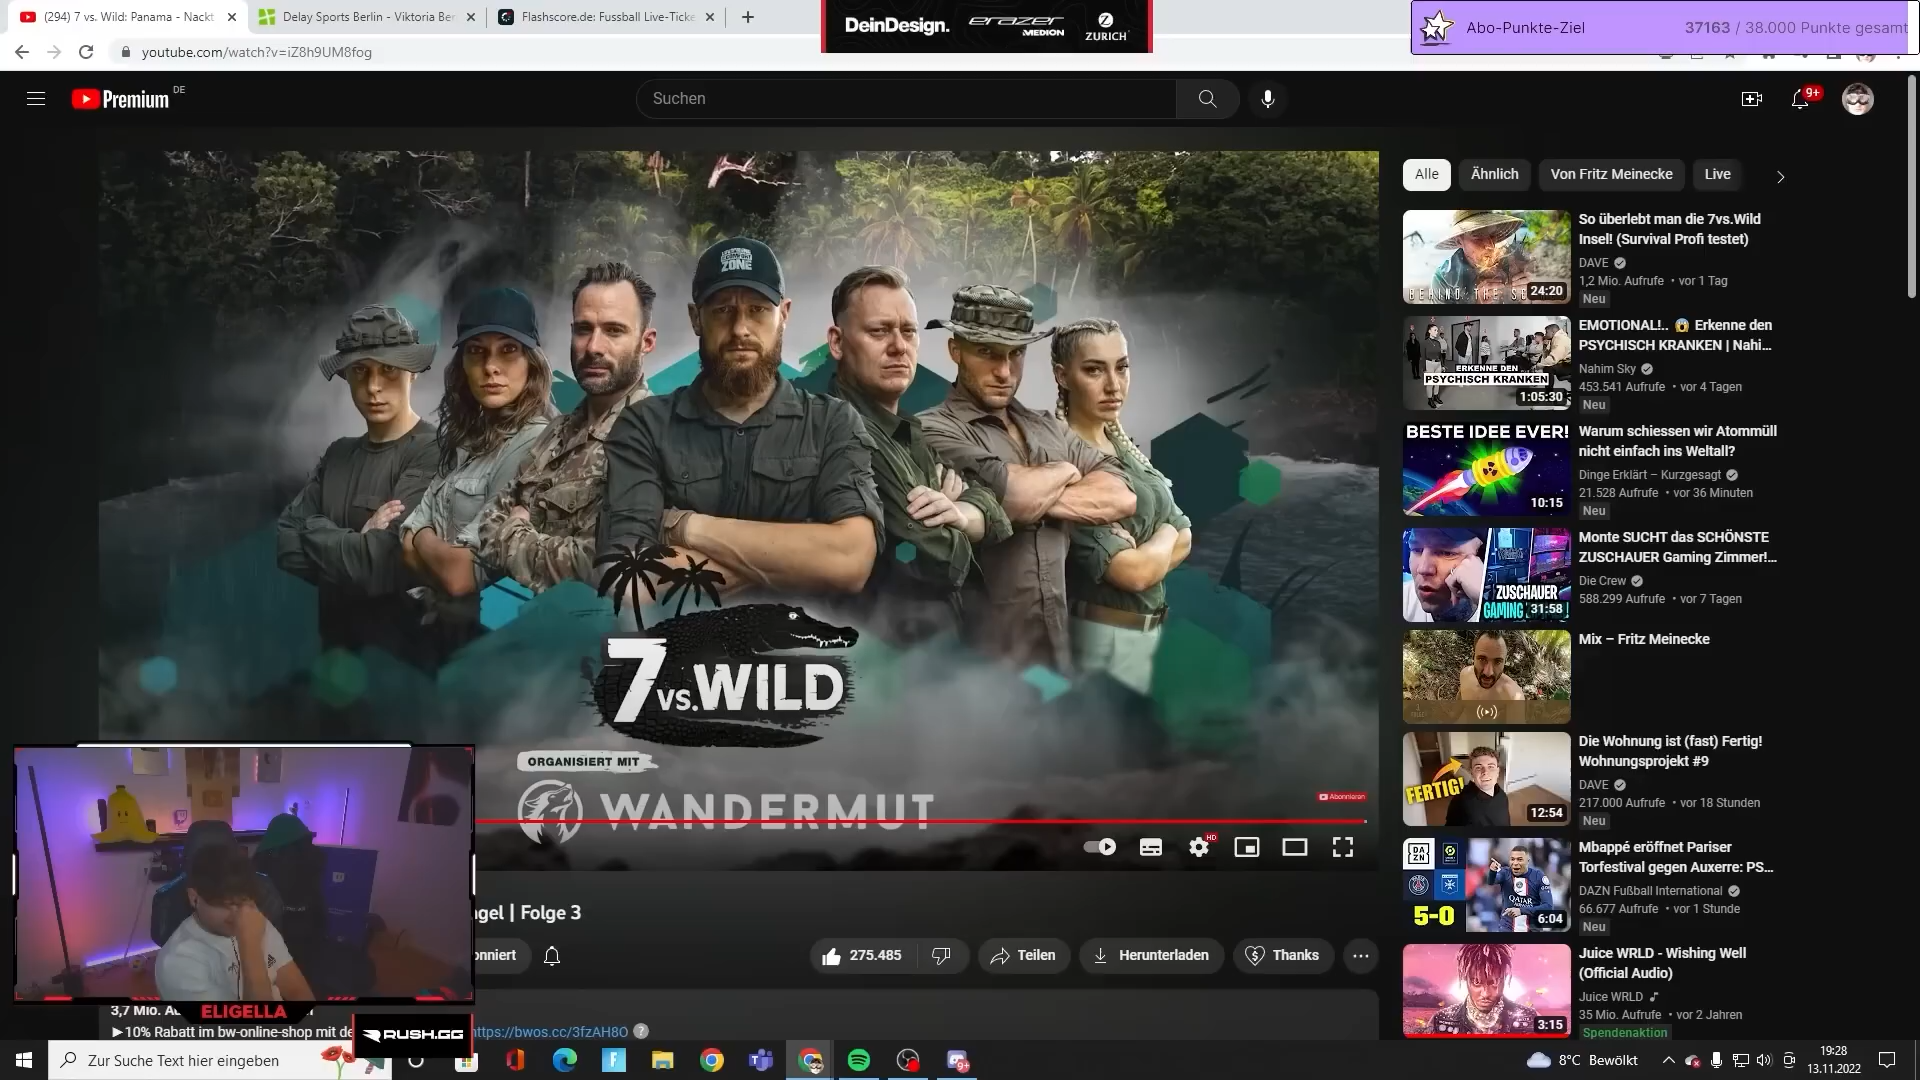 (294) 7 vs. Wild: Panama - Nackt
Delay Sports Berlin - Viktoria Ber
Flashscore.de: Fussball Live-Ticke
DeinDesign.
erazer
MEDION
ZURICH
Abo-Punkte-Ziel
37163 / 38.000 Punkte gesamt
youtube.com/watch?v=iZ8h9UM8fog
Premium
DE
Suchen
9+
Alle
Ähnlich
Von Fritz Meinecke
Live
ZONE
7 vs. WILD
ORGANISIERT MIT
WANDERMUT
Abonnieren
HD
ngel | Folge 3
onniert
275.485
Teilen
Herunterladen
Thanks
3,7 Mio. Au
►10% Rabatt im bw-online-shop mit de
https://bwos.cc/3fzAH8O
ELIGELLA
RUSH.GG
BEHIND THE
24:20
So überlebt man die 7vs.Wild
Insel! (Survival Profi testet)
DAVE
1,2 Mio. Aufrufe • vor 1 Tag
Neu
ERKENNE DEN
PSYCHISCH KRANKEN
1:05:30
EMOTIONAL!.. 😱 Erkenne den
PSYCHISCH KRANKEN | Nahi...
Nahim Sky
453.541 Aufrufe • vor 4 Tagen
Neu
BESTE IDEE EVER!
10:15
Warum schiessen wir Atommüll
nicht einfach ins Weltall?
Dinge Erklärt – Kurzgesagt
21.528 Aufrufe • vor 36 Minuten
Neu
ZUSCHAUER
GAMING
31:58
Monte SUCHT das SCHÖNSTE
ZUSCHAUER Gaming Zimmer!...
Die Crew
588.299 Aufrufe • vor 7 Tagen
Mix – Fritz Meinecke
FERTIG!
12:54
Die Wohnung ist (fast) Fertig!
Wohnungsprojekt #9
DAVE
217.000 Aufrufe • vor 18 Stunden
Neu
DAZN
5-0
6:04
Mbappé eröffnet Pariser
Torfestival gegen Auxerre: PS...
DAZN Fußball International
66.677 Aufrufe • vor 1 Stunde
Neu
3:15
Juice WRLD - Wishing Well
(Official Audio)
Juice WRLD
35 Mio. Aufrufe • vor 2 Jahren
Spendenaktion
Zur Suche Text hier eingeben
9+
8°C Bewölkt
19:28
13.11.2022